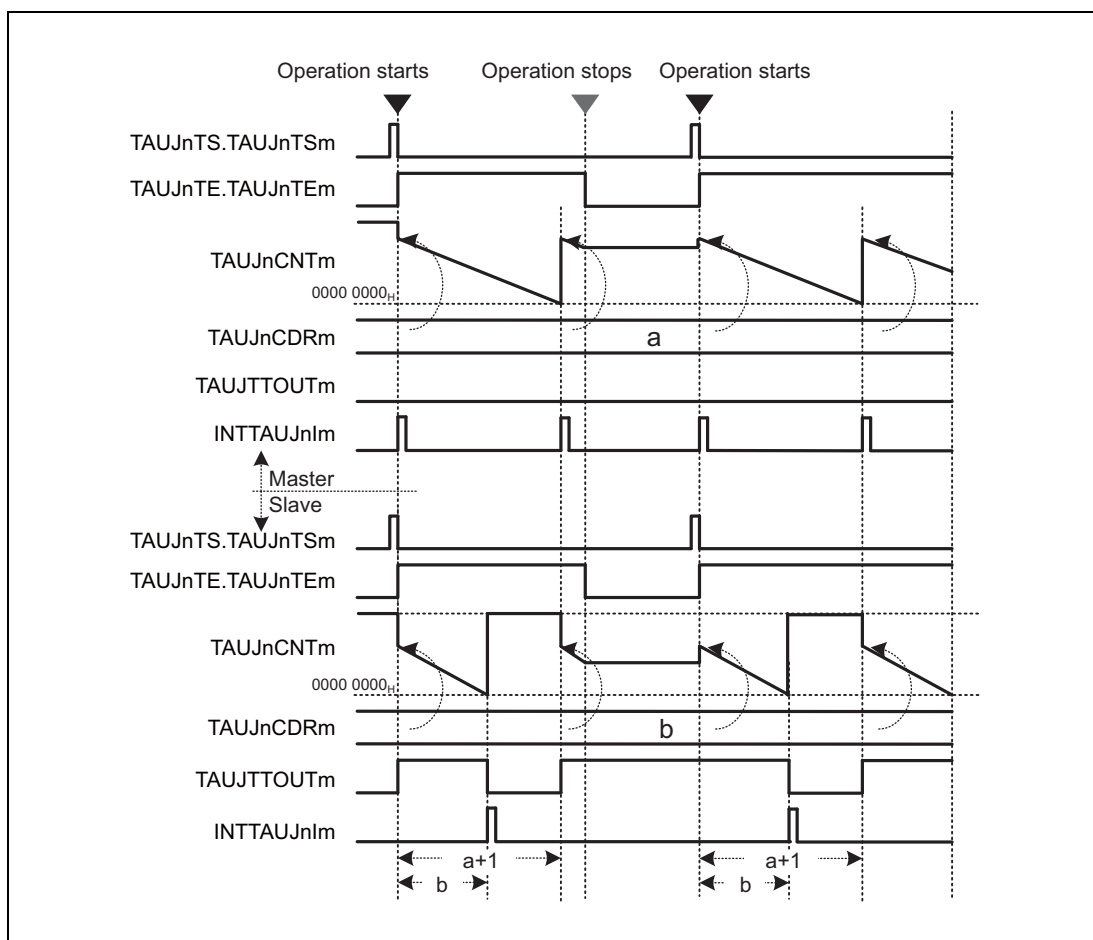 Operation starts
Operation stops
Operation starts
TAUJnTS.TAUJnTSm
TAUJnTE.TAUJnTEm
TAUJnCNTm
0000 0000H
TAUJnCDRm
a
TAUJTTOUTm
INTTAUJnIm
Master
Slave
TAUJnTS.TAUJnTSm
TAUJnTE.TAUJnTEm
TAUJnCNTm
0000 0000H
TAUJnCDRm
b
TAUJTTOUTm
INTTAUJnIm
a+1
a+1
b
b